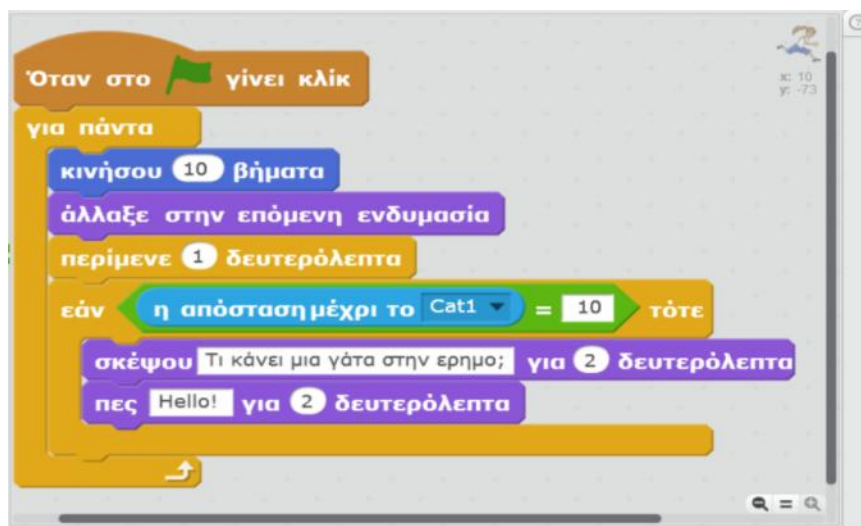 Όταν στο γίνει κλίκ
για πάντα
κινήσου 10 βήματα
άλλαξε στην επόμενη ενδυμασία
περίμενε 1 δευτερόλεπτα
εάν η απόσταση μέχρι το Cat1 = 10 τότε
σκέψου Τι κάνει μια γάτα στην ερημο; για 2 δευτερόλεπτα
πες Hello! για 2 δευτερόλεπτα
x: 10
y: -73